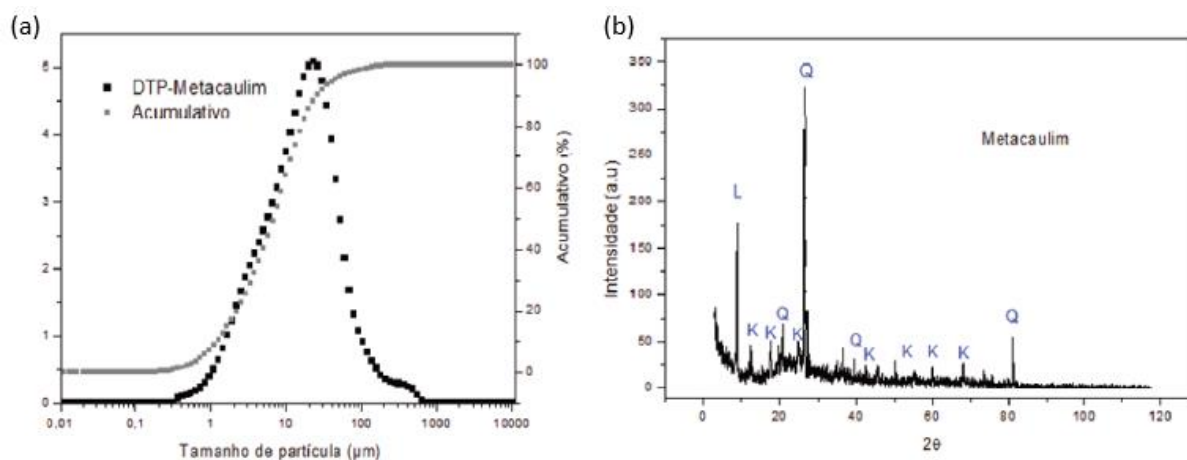 (a)
6
5
4
3
2
1
0
100
80
60
40
20
0
DTP-Metacaulim
Acumulativo
Acumulativo (%)
0,01 0,1 1 10 100 1000 10000
Tamanho de partícula (µm)
(b)
350
300
250
200
150
100
50
0
Intensidade (a.u)
Metacaulim
Q
L
K K Q K Q K K K K Q
0 20 40 60 80 100 120
2θ